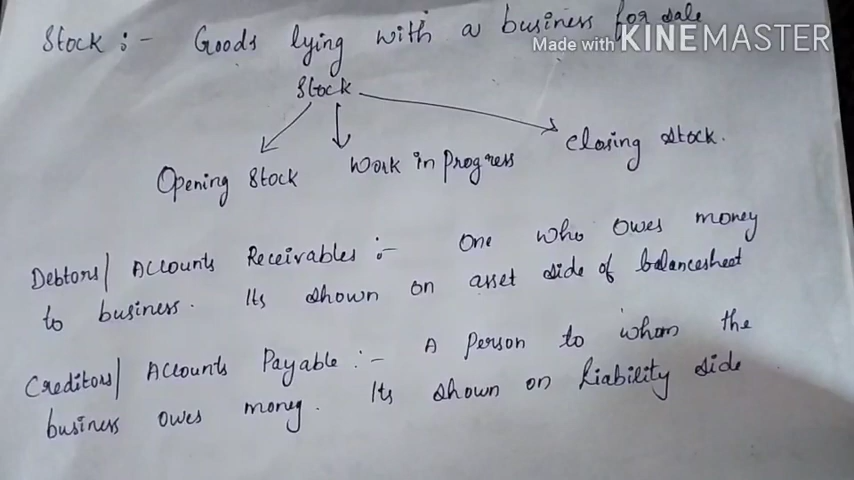 Stock :- Goods lying with a business for sale
Made with KINEMASTER
Stock
Opening Stock Work in Progress Closing stock.
Debtors/ Accounts Receivables :- One who owes money
to business. Its shown on asset side of balancesheet
Creditors/ Accounts Payable :- A Person to whom the
business owes money. Its shown on Liability side